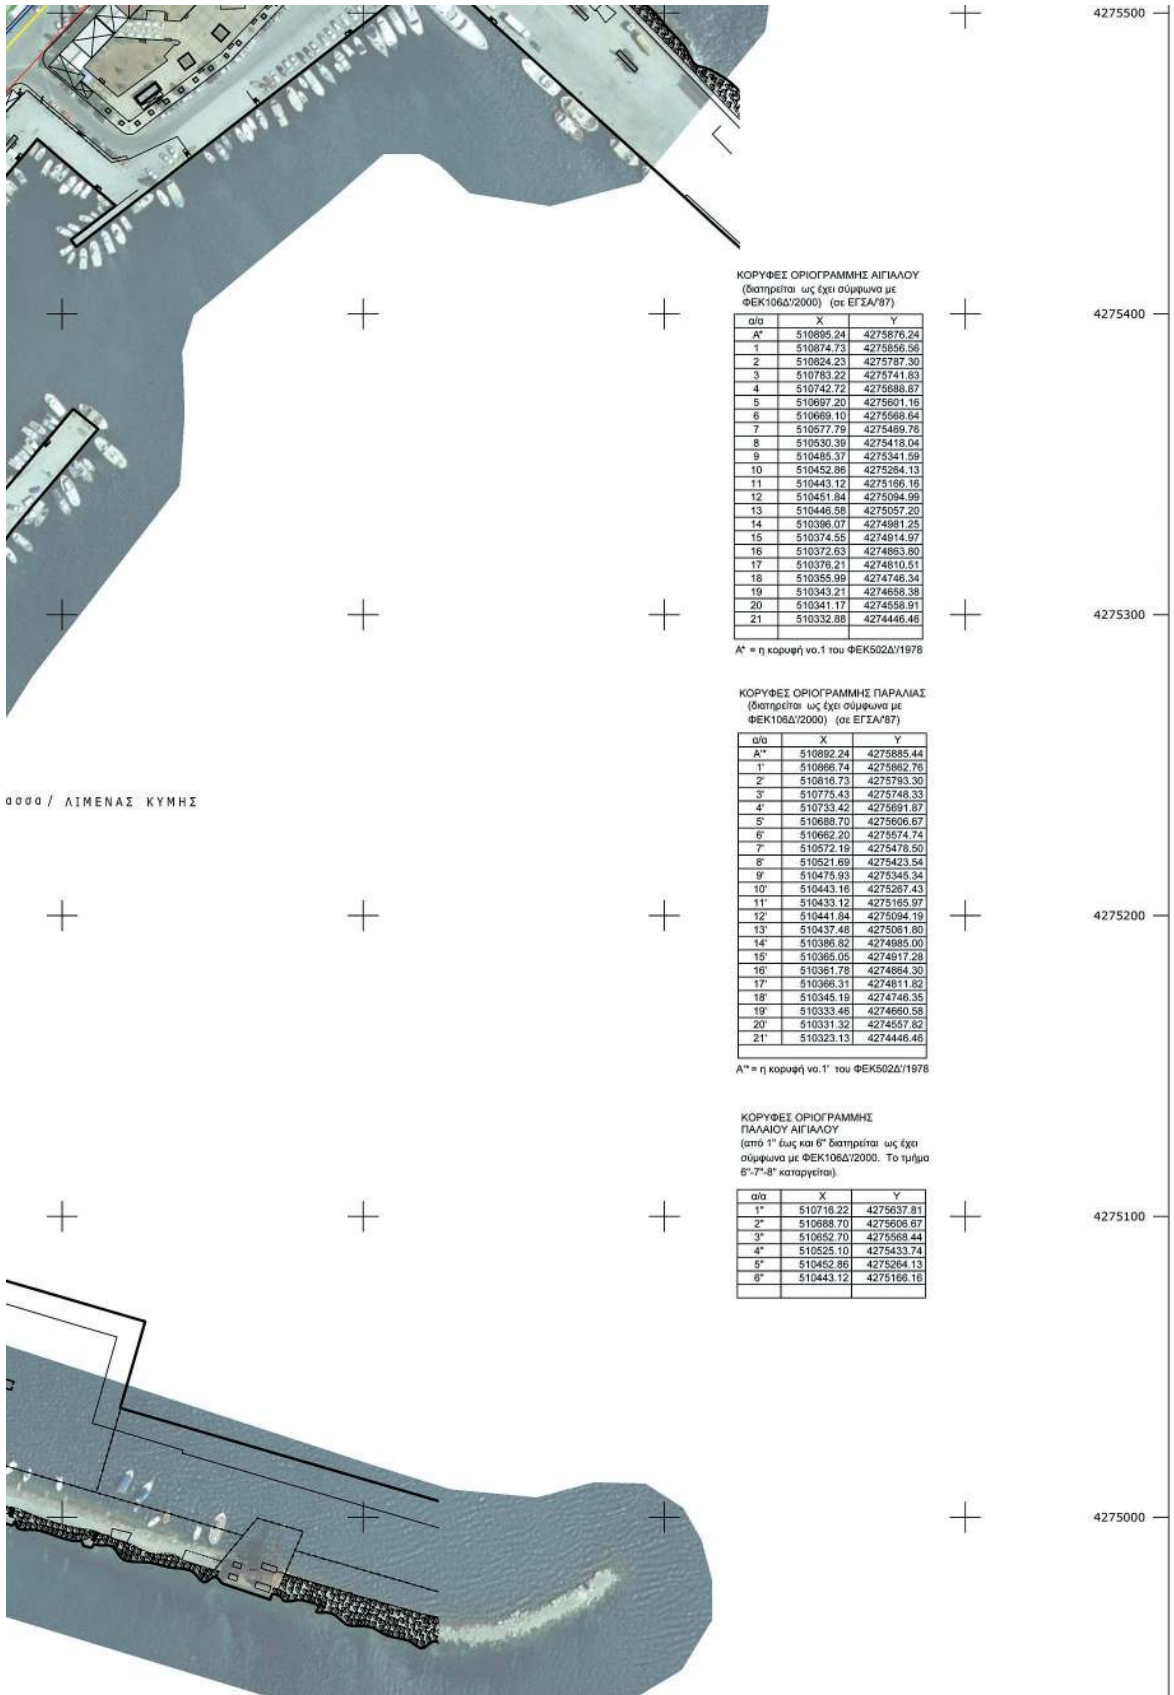 4275500
ΚΟΡΥΦΕΣ ΟΡΙΟΓΡΑΜΜΗΣ ΑΙΓΙΑΛΟΥ
(διατηρείται ως έχει σύμφωνα με
ΦΕΚ106Δ'/2000) (σε ΕΓΣΑ/'87)
4275400
α/α X Y
A* 510895.24 4275876.24
1 510874.73 4275856.56
2 510824.23 4275787.30
3 510783.22 4275741.83
4 510742.72 4275688.87
5 510697.20 4275601.16
6 510669.10 4275568.64
7 510577.79 4275469.76
8 510530.39 4275418.04
9 510485.37 4275341.59
10 510452.86 4275264.13
11 510443.12 4275166.16
12 510451.84 4275094.99
13 510446.58 4275057.20
14 510396.07 4274981.25
15 510374.55 4274914.97
16 510372.63 4274863.80
17 510376.21 4274810.51
18 510355.99 4274746.34
19 510343.21 4274658.38
20 510341.17 4274558.91
21 510332.88 4274446.46
4275300
A* = η κορυφή νο.1 του ΦΕΚ502Δ'/1978
ΚΟΡΥΦΕΣ ΟΡΙΟΓΡΑΜΜΗΣ ΠΑΡΑΛΙΑΣ
(διατηρείται ως έχει σύμφωνα με
ΦΕΚ106Δ'/2000) (σε ΕΓΣΑ/'87)
α/α X Y
A'* 510892.24 4275885.44
1' 510866.74 4275862.76
2' 510816.73 4275793.30
3' 510775.43 4275748.33
4' 510733.42 4275691.87
5' 510688.70 4275606.67
6' 510662.20 4275574.74
7' 510572.19 4275478.50
8' 510521.69 4275423.54
9' 510475.93 4275345.34
10' 510443.16 4275267.43
11' 510433.12 4275165.97
12' 510441.84 4275094.19
13' 510437.48 4275061.80
14' 510386.82 4274985.00
15' 510365.05 4274917.28
16' 510361.78 4274864.30
17' 510366.31 4274811.82
18' 510345.19 4274746.35
19' 510333.46 4274660.58
20' 510331.32 4274557.82
21' 510323.13 4274446.46
ασσα / ΛΙΜΕΝΑΣ ΚΥΜΗΣ
4275200
A'* = η κορυφή νο.1' του ΦΕΚ502Δ'/1978
ΚΟΡΥΦΕΣ ΟΡΙΟΓΡΑΜΜΗΣ
ΠΑΛΑΙΟΥ ΑΙΓΙΑΛΟΥ
(από 1" έως και 6" διατηρείται ως έχει
σύμφωνα με ΦΕΚ106Δ'/2000. Το τμήμα
6"-7"-8" καταργείται).
α/α X Y
1" 510716.22 4275637.81
2" 510688.70 4275606.67
3" 510652.70 4275568.44
4" 510525.10 4275433.74
5" 510452.86 4275264.13
6" 510443.12 4275166.16
4275100
4275000